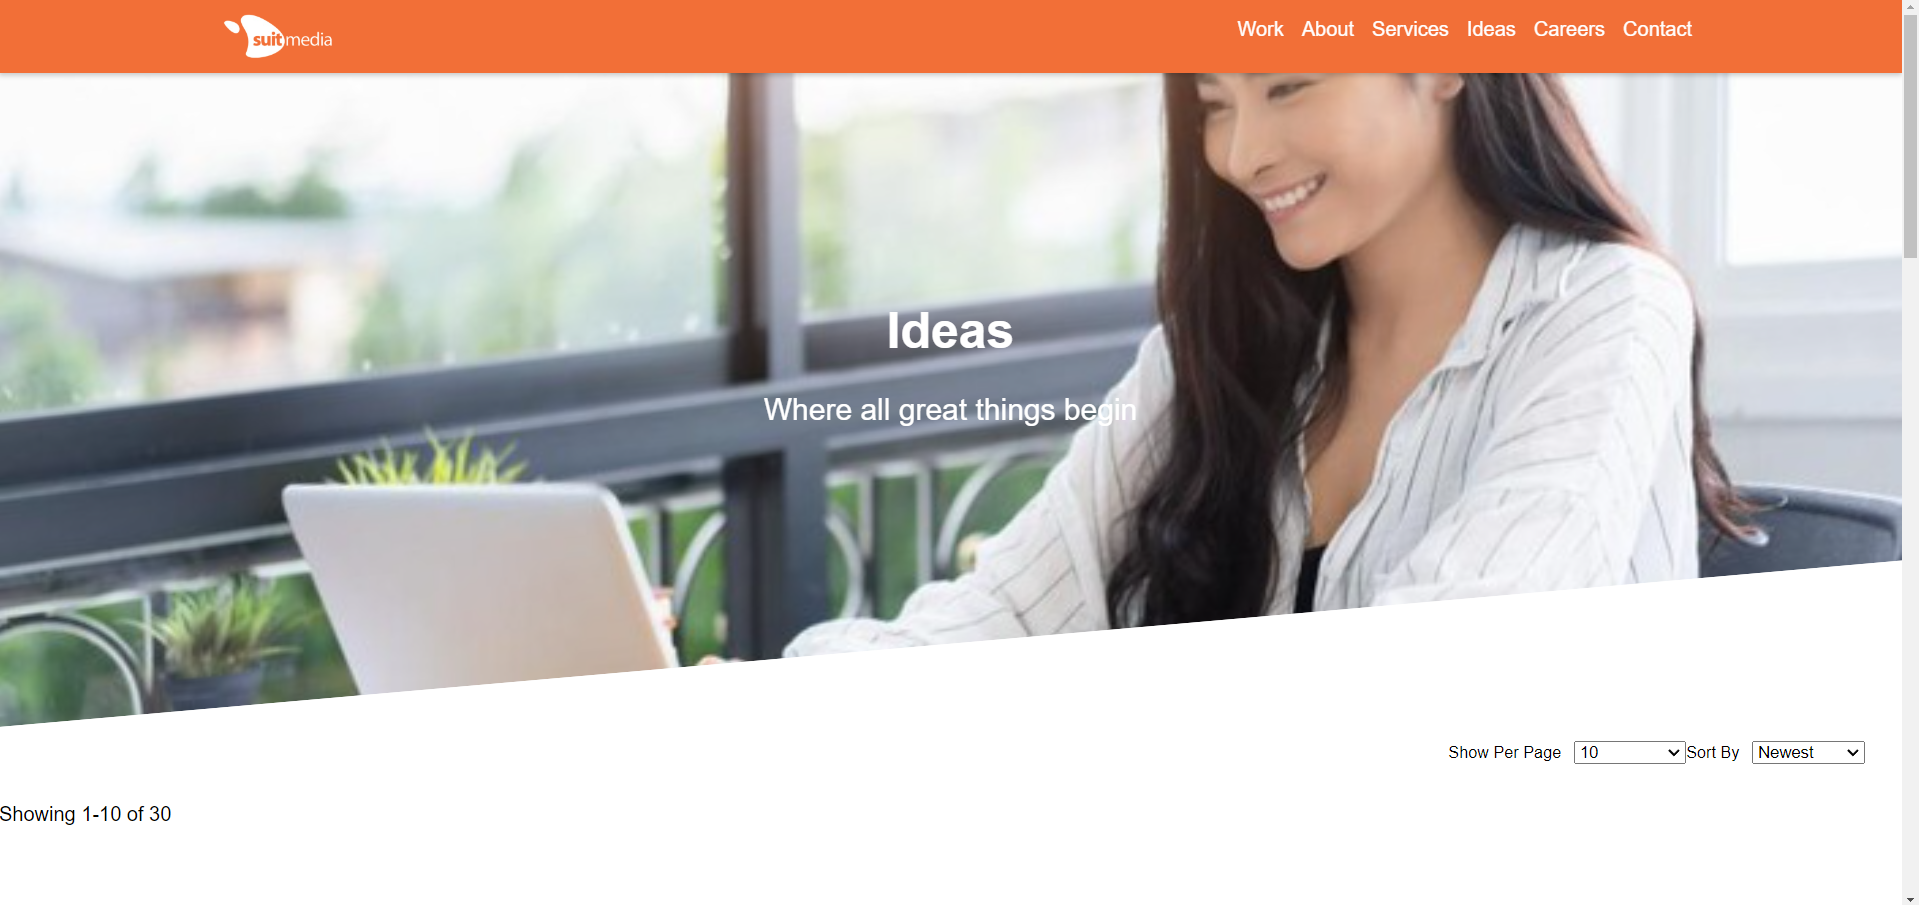 suitmedia
Work About Services Ideas Careers Contact
Ideas
Where all great things begin
Show Per Page 10 Sort By Newest
Showing 1-10 of 30